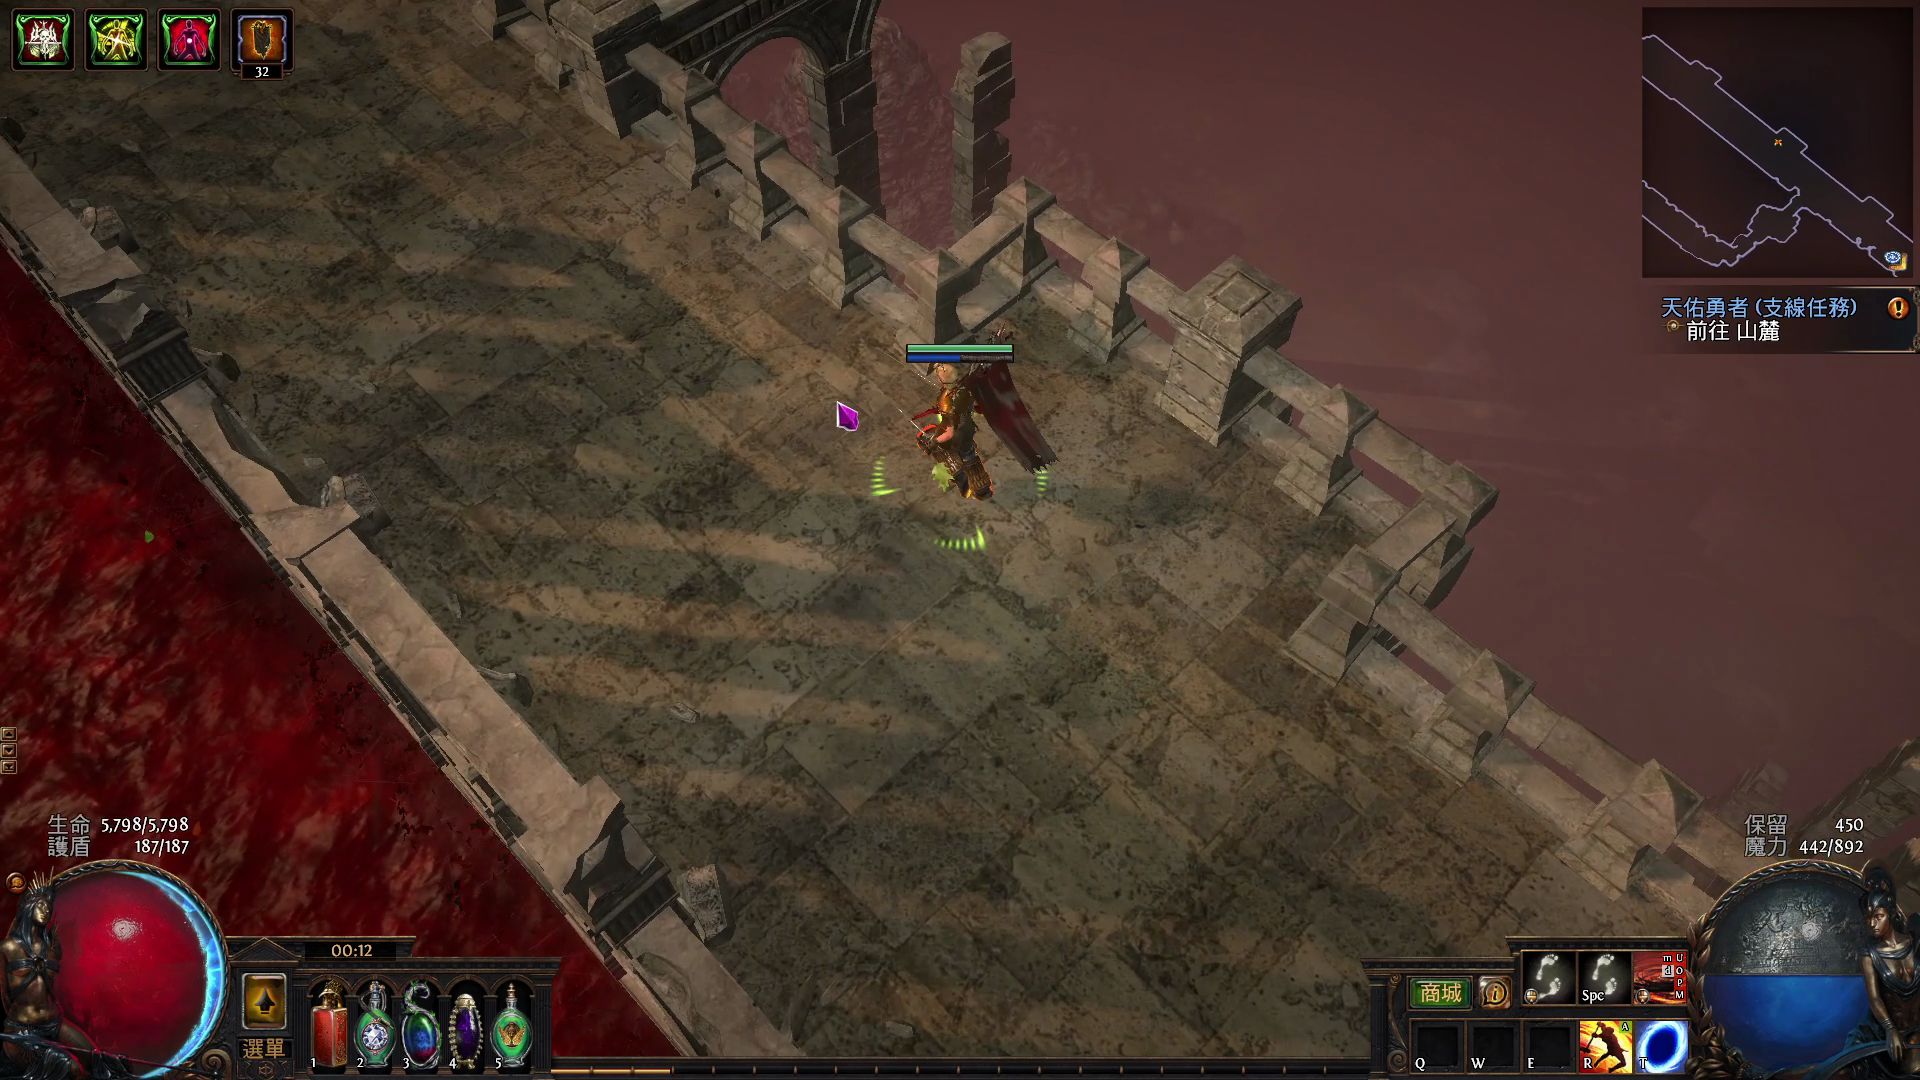 32
天佑勇者 (支線任務)
前往 山麓
生命 5,798/5,798
護盾 187/187
保留 450
魔力 442/892
00:12
選單
1
2
3
4
5
商城
Spc
m U
d O
P
M
Q
W
E
R
A
T